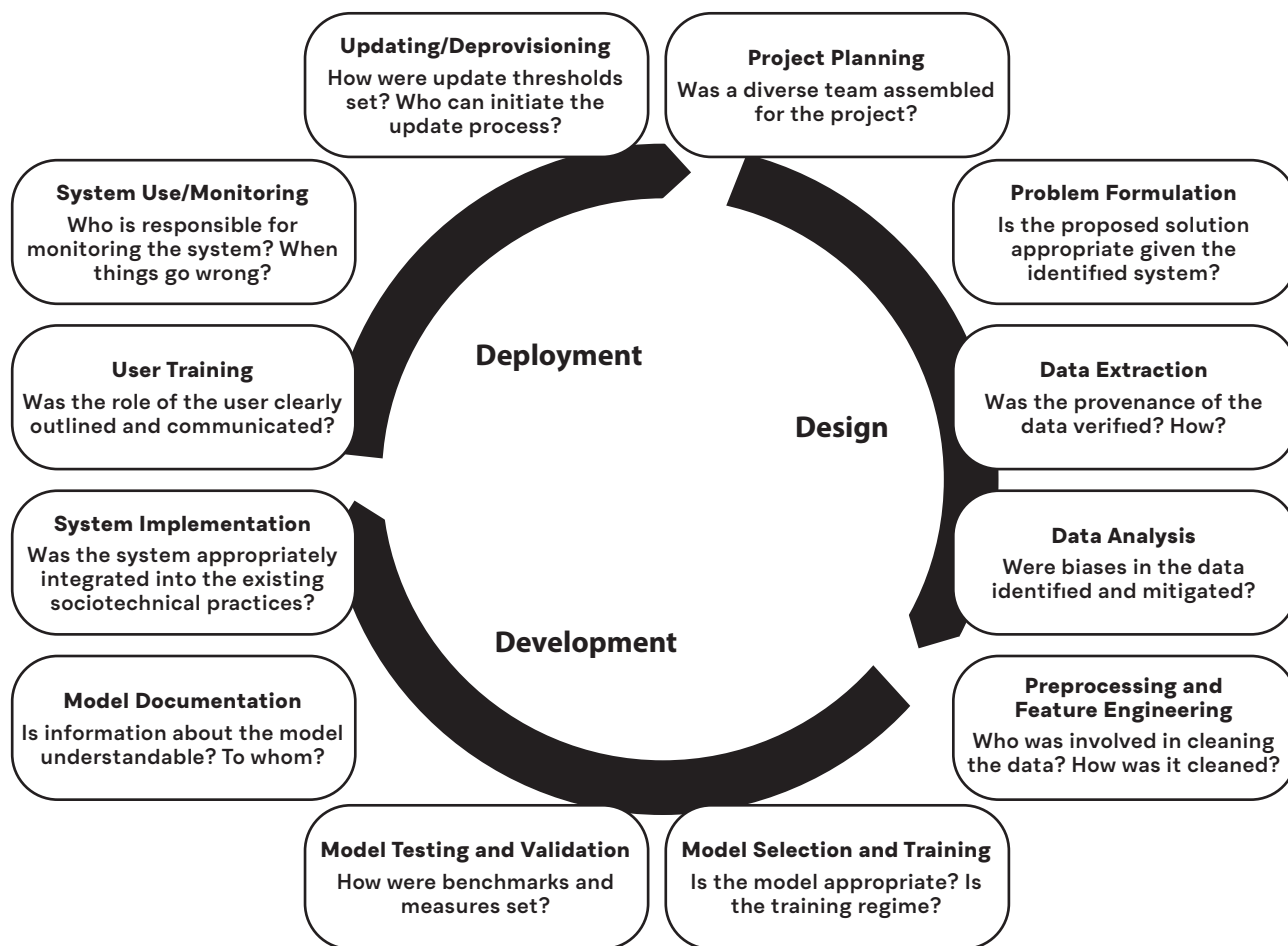 Updating/Deprovisioning
How were update thresholds
set? Who can initiate the
update process?
Project Planning
Was a diverse team assembled
for the project?
System Use/Monitoring
Who is responsible for
monitoring the system? When
things go wrong?
Problem Formulation
Is the proposed solution
appropriate given the
identified system?
User Training
Was the role of the user clearly
outlined and communicated?
Deployment
Design
Data Extraction
Was the provenance of the
data verified? How?
System Implementation
Was the system appropriately
integrated into the existing
sociotechnical practices?
Data Analysis
Were biases in the data
identified and mitigated?
Development
Model Documentation
Is information about the model
understandable? To whom?
Preprocessing and
Feature Engineering
Who was involved in cleaning
the data? How was it cleaned?
Model Testing and Validation
How were benchmarks and
measures set?
Model Selection and Training
Is the model appropriate? Is
the training regime?